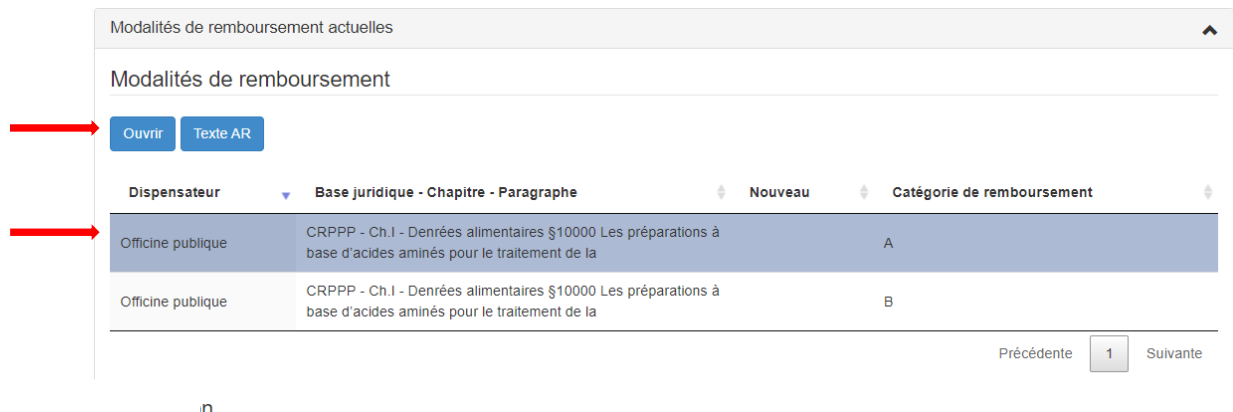 Modalités de remboursement actuelles
Modalités de remboursement
Ouvrir Texte AR
Dispensateur Base juridique - Chapitre - Paragraphe Nouveau Catégorie de remboursement
Officine publique CRPPP - Ch.I - Denrées alimentaires §10000 Les préparations à A
base d'acides aminés pour le traitement de la
Officine publique CRPPP - Ch.I - Denrées alimentaires §10000 Les préparations à B
base d'acides aminés pour le traitement de la
Précédente 1 Suivante